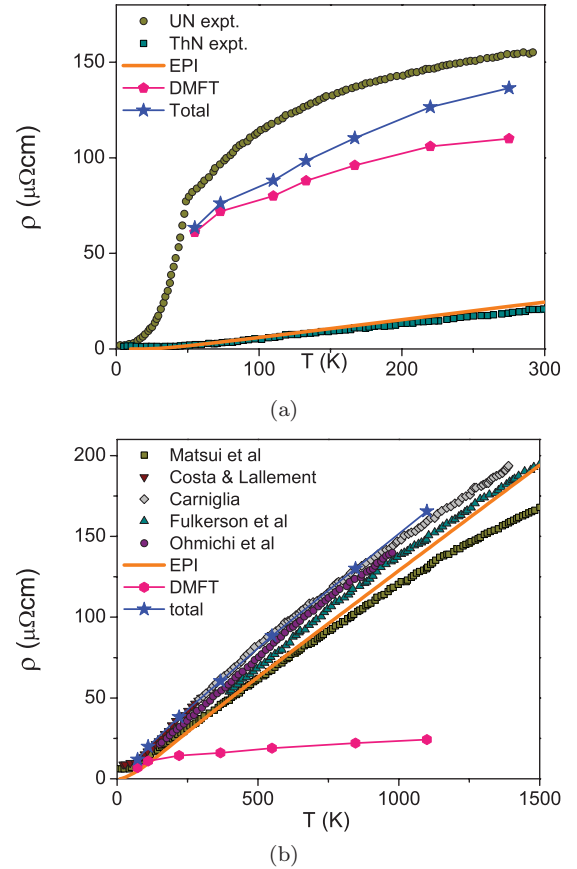 UN expt.
ThN expt.
EPI
DMFT
Total
150
100
50
0
ρ (μΩcm)
0
100
200
300
T (K)
(a)
Matsui et al
Costa & Lallement
Carniglia
Fulkerson et al
Ohmichi et al
EPI
DMFT
total
200
150
100
50
0
ρ (μΩcm)
0
500
1000
1500
T (K)
(b)